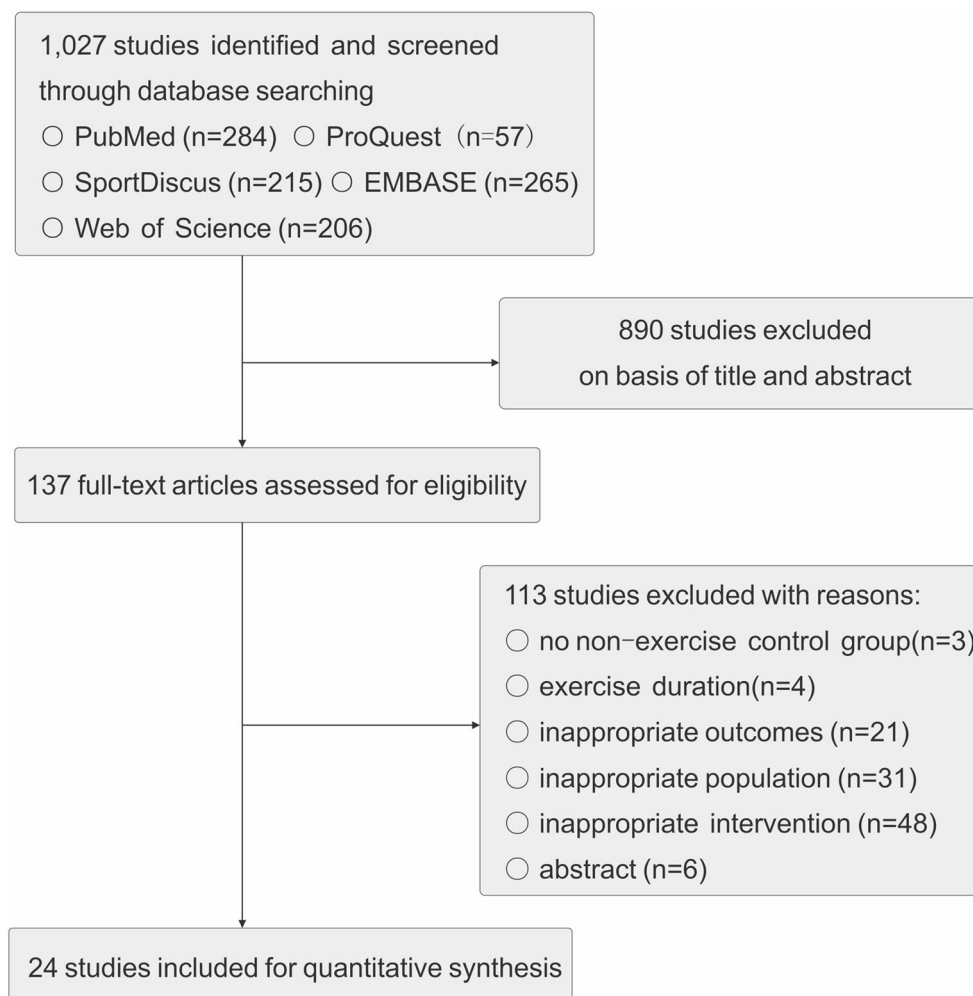 1,027 studies identified and screened
through database searching
○ PubMed (n=284) ○ ProQuest (n=57)
○ SportDiscus (n=215) ○ EMBASE (n=265)
○ Web of Science (n=206)
890 studies excluded
on basis of title and abstract
137 full-text articles assessed for eligibility
113 studies excluded with reasons:
○ no non-exercise control group(n=3)
○ exercise duration(n=4)
○ inappropriate outcomes (n=21)
○ inappropriate population (n=31)
○ inappropriate intervention (n=48)
○ abstract (n=6)
24 studies included for quantitative synthesis